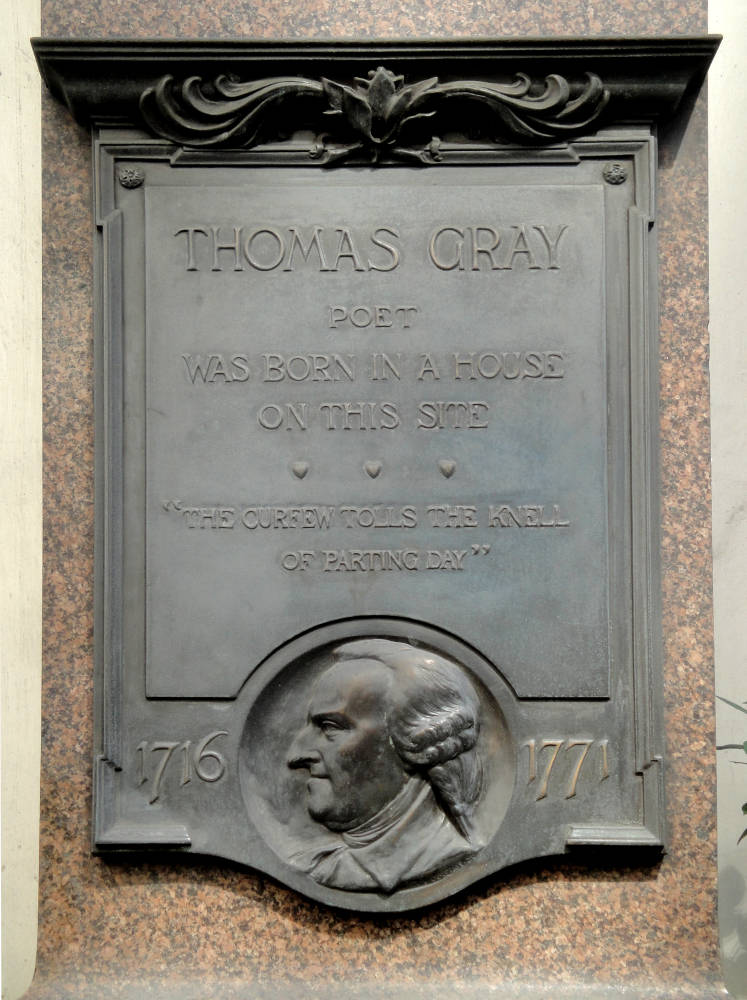 THOMAS GRAY
POET
WAS BORN IN A HOUSE
ON THIS SITE
"THE CURFEW TOLLS THE KNELL
OF PARTING DAY"
1716 1771